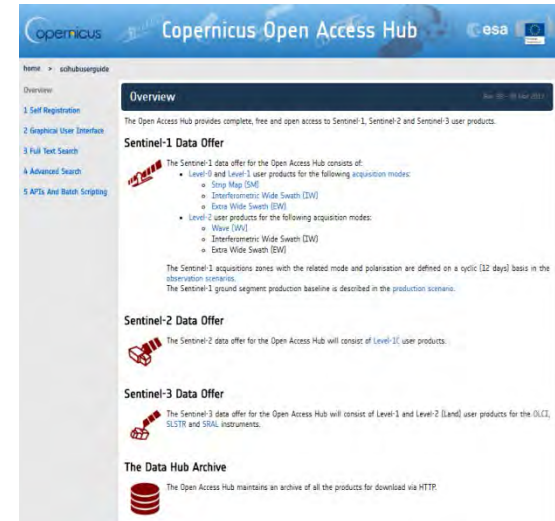 opernicus
Copernicus Open Access Hub
esa
home > scihubuserguide
Overview
1 Self Registration
2 Graphical User Interface
3 Full Text Search
4 Advanced Search
5 APIs And Batch Scripting
Overview
The Open Access Hub provides complete, free and open access to Sentinel-1, Sentinel-2 and Sentinel-3 user products.
Sentinel-1 Data Offer
The Sentinel-1 data offer for the Open Access Hub consists of:
Level-0 and Level-1 user products for the following acquisition modes:
Strip Map (SM)
Interferometric Wide Swath (IW)
Extra Wide Swath (EW)
Level-2 user products for the following acquisition modes:
Wave (WV)
Interferometric Wide Swath (IW)
Extra Wide Swath (EW)
The Sentinel-1 acquisitions zones with the related mode and polarisation are defined on a cyclic (12 days) basis in the
observation scenarios.
The Sentinel-1 ground segment production baseline is described in the production scenario.
Sentinel-2 Data Offer
The Sentinel-2 data offer for the Open Access Hub will consist of Level-1C user products.
Sentinel-3 Data Offer
The Sentinel-3 data offer for the Open Access Hub will consist of Level-1 and Level-2 (Land) user products for the OLCI,
SLSTR and SRAL instruments.
The Data Hub Archive
The Open Access Hub maintains an archive of all the products for download via HTTP.